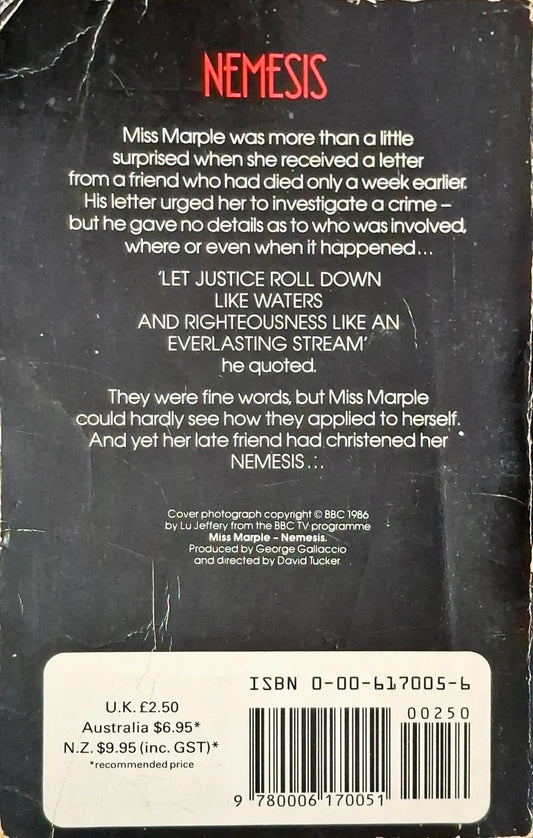 NEMESIS
Miss Marple was more than a little
surprised when she received a letter
from a friend who had died only a week earlier.
His letter urged her to investigate a crime –
but he gave no details as to who was involved,
where or even when it happened...
'LET JUSTICE ROLL DOWN
LIKE WATERS
AND RIGHTEOUSNESS LIKE AN
EVERLASTING STREAM'
he quoted.
They were fine words, but Miss Marple
could hardly see how they applied to herself.
And yet her late friend had christened her
NEMESIS...
Cover photograph copyright © BBC 1986
by Lu Jeffery from the BBC TV programme
Miss Marple – Nemesis.
Produced by George Gallaccio
and directed by David Tucker
ISBN 0-00-617005-6
U.K. £2.50
Australia $6.95*
N.Z. $9.95 (inc. GST)*
*recommended price
00250
9 780006 170051